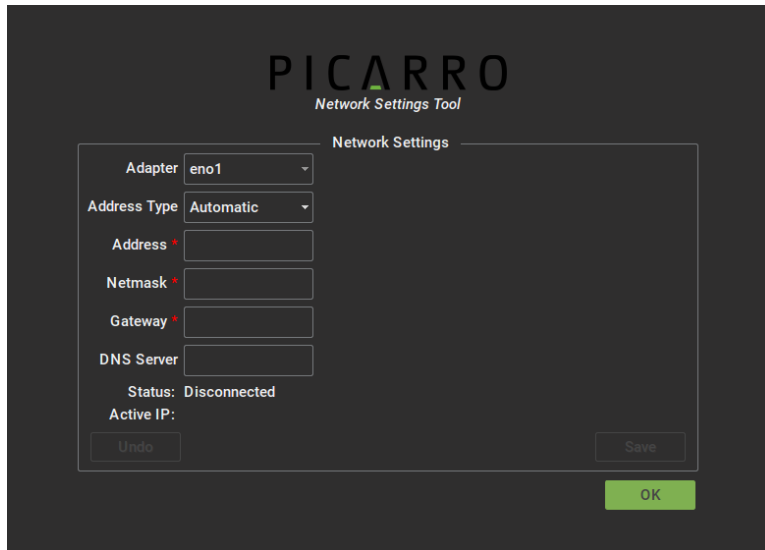 PICARRO
Network Settings Tool
Network Settings
Adapter eno1
Address Type Automatic
Address *
Netmask *
Gateway *
DNS Server
Status: Disconnected
Active IP:
Undo Save
OK